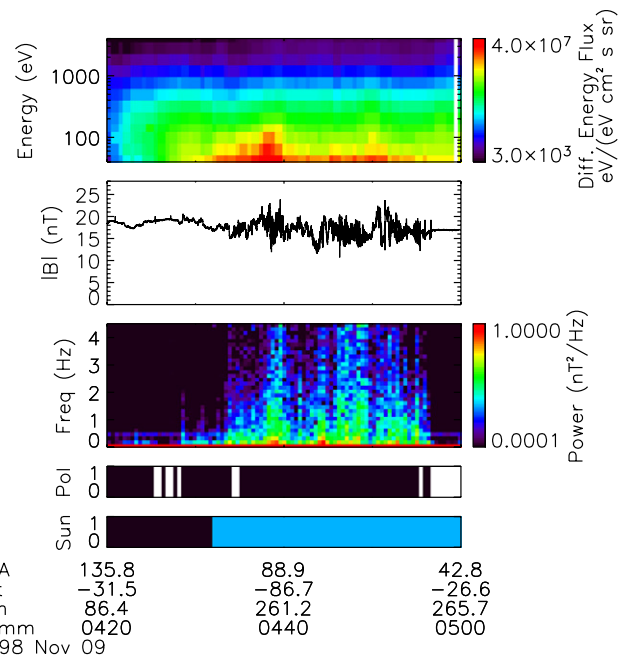 Energy (eV)
1000
100
4.0×10⁷
3.0×10³
Diff. Energy Flux
eV/(eV cm² s sr)
|B| (nT)
25
20
15
10
5
0
Freq (Hz)
4
3
2
1
0
1.0000
0.0001
Power (nT²/Hz)
Pol
1
0
Sun
1
0
A 135.8 88.9 42.8
t −31.5 −86.7 −26.6
n 86.4 261.2 265.7
mm 0420 0440 0500
98 Nov 09